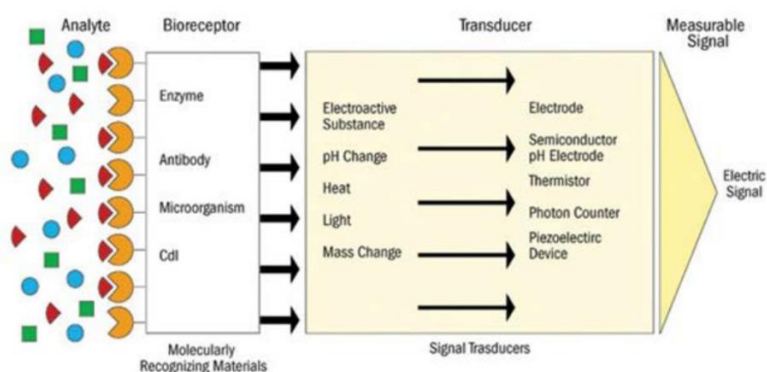 Analyte
Bioreceptor
Transducer
Measurable
Signal
Enzyme
Antibody
Microorganism
Cdl
Electroactive
Substance
pH Change
Heat
Light
Mass Change
Electrode
Semiconductor
pH Electrode
Thermistor
Photon Counter
Piezoelectirc
Device
Electric
Signal
Molecularly
Recognizing Materials
Signal Trasducers